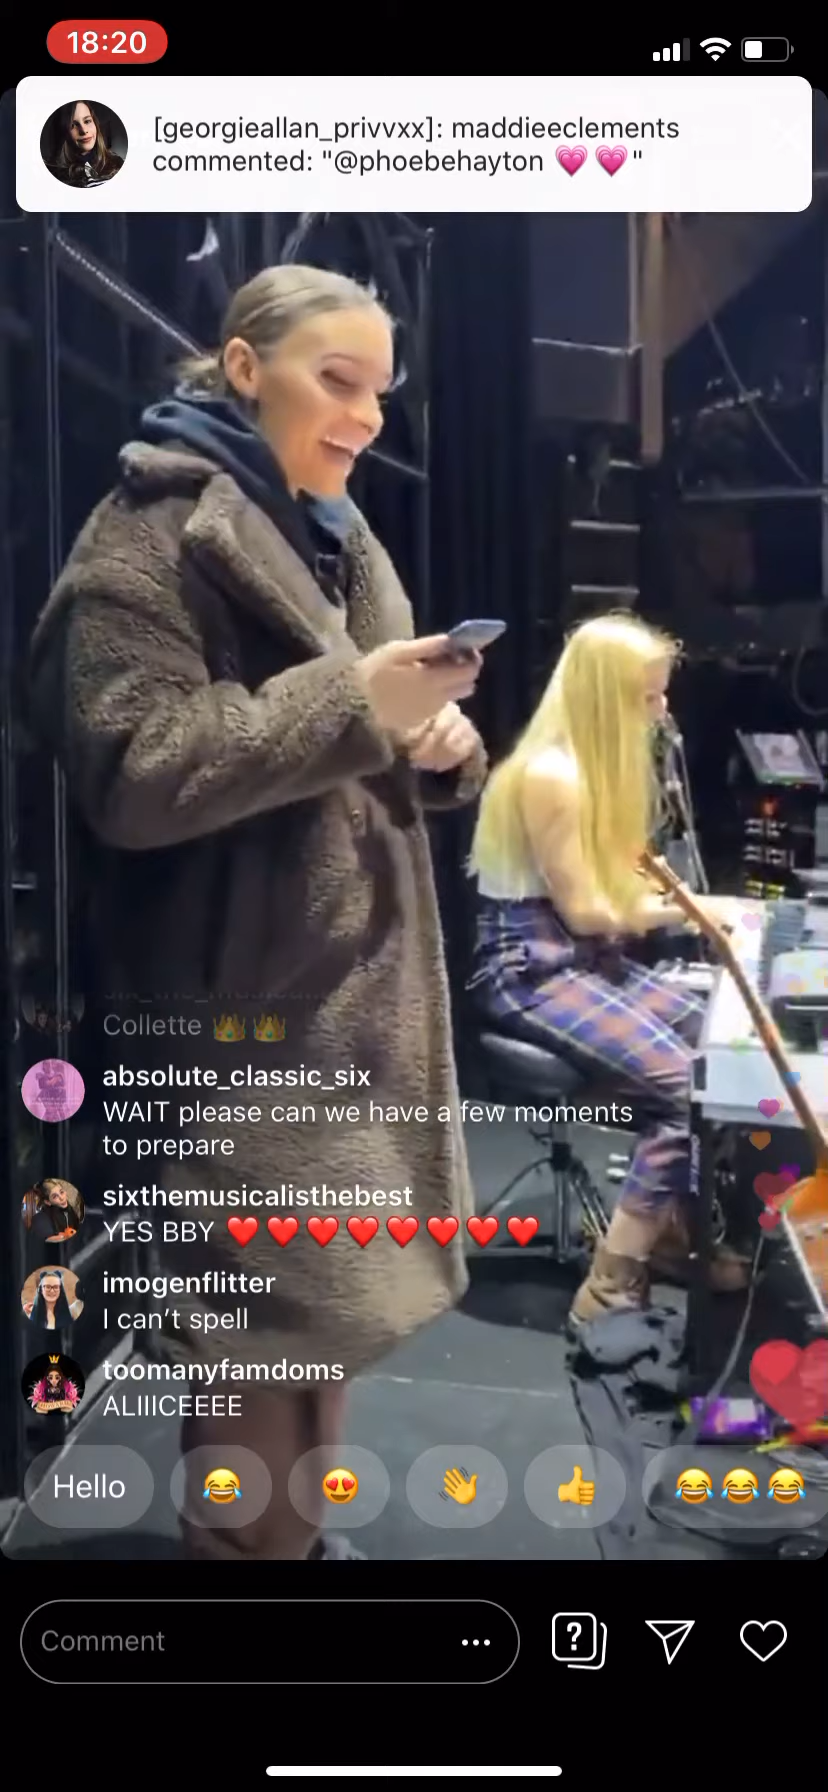 18:20
[georgieallan_privvxx]: maddieeclements
commented: "@phoebehayton 💗💗"
Collette 👑👑
absolute_classic_six
WAIT please can we have a few moments
to prepare
sixthemusicalisthebest
YES BBY ❤️❤️❤️❤️❤️❤️❤️❤️
imogenflitter
I can't spell
toomanyfamdoms
ALIIICEEEE
Hello 😂 😍 👋 👍 😂😂😂
Comment